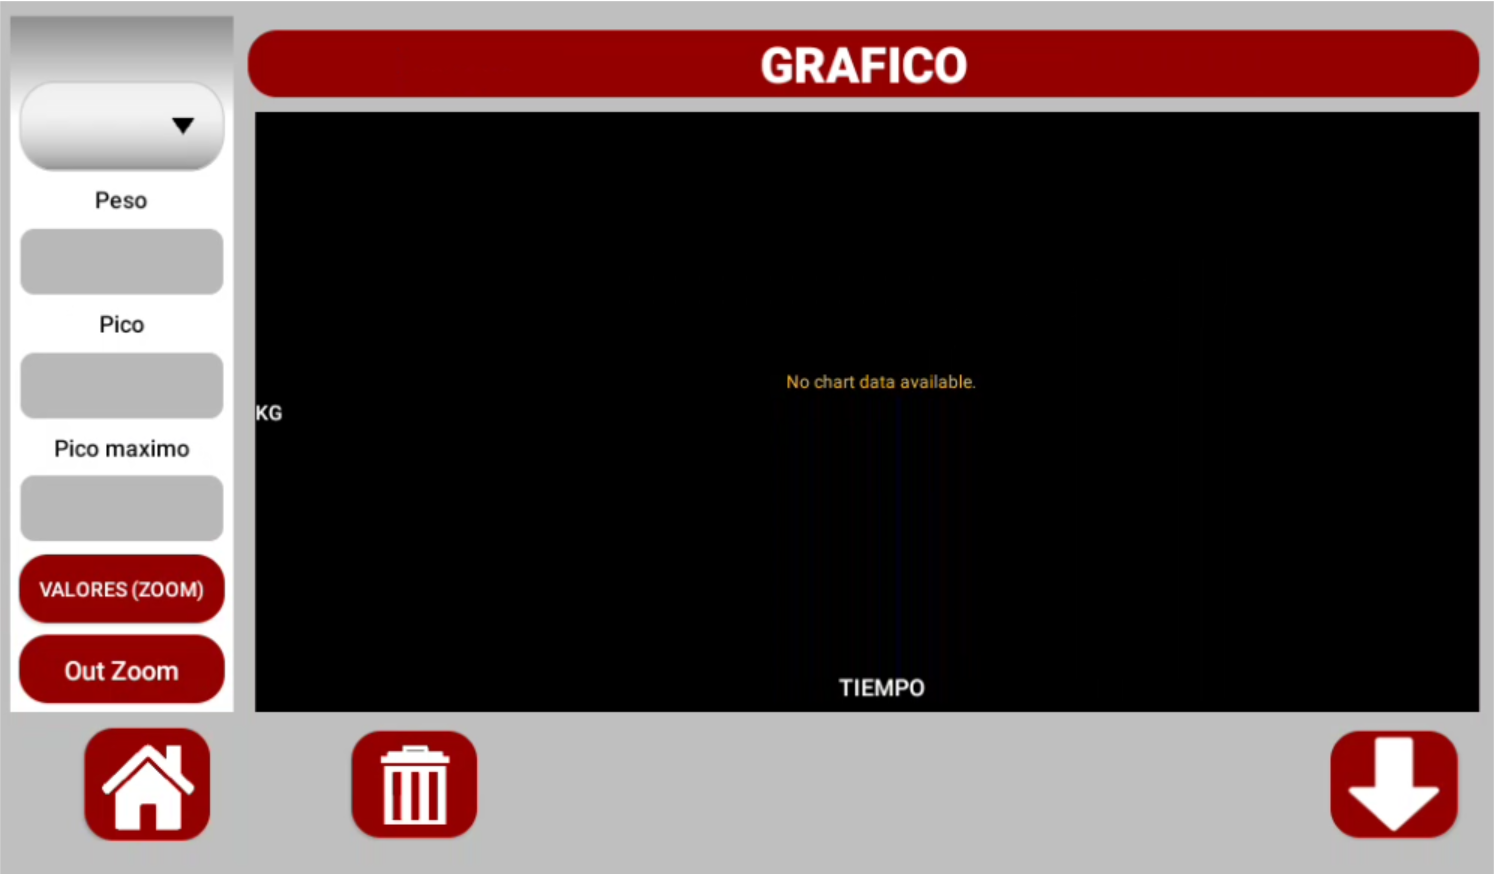 GRAFICO
Peso
Pico
Pico maximo
VALORES (ZOOM)
Out Zoom
No chart data available.
KG
TIEMPO